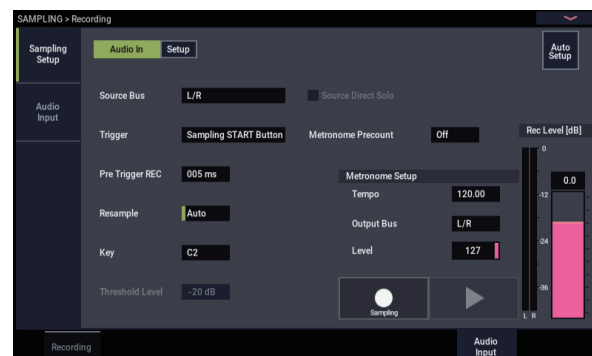 SAMPLING > Recording
Sampling Setup
Audio In Setup
Auto Setup
Audio Input
Source Bus L/R Source Direct Solo
Trigger Sampling START Button Metronome Precount Off
Rec Level [dB]
0
0.0
Pre Trigger REC 005 ms
Metronome Setup
Tempo 120.00
-12
Resample Auto
Output Bus L/R
-24
Key C2
Level 127
Threshold Level -20 dB
-36
Sampling
L R
Recording
Audio Input